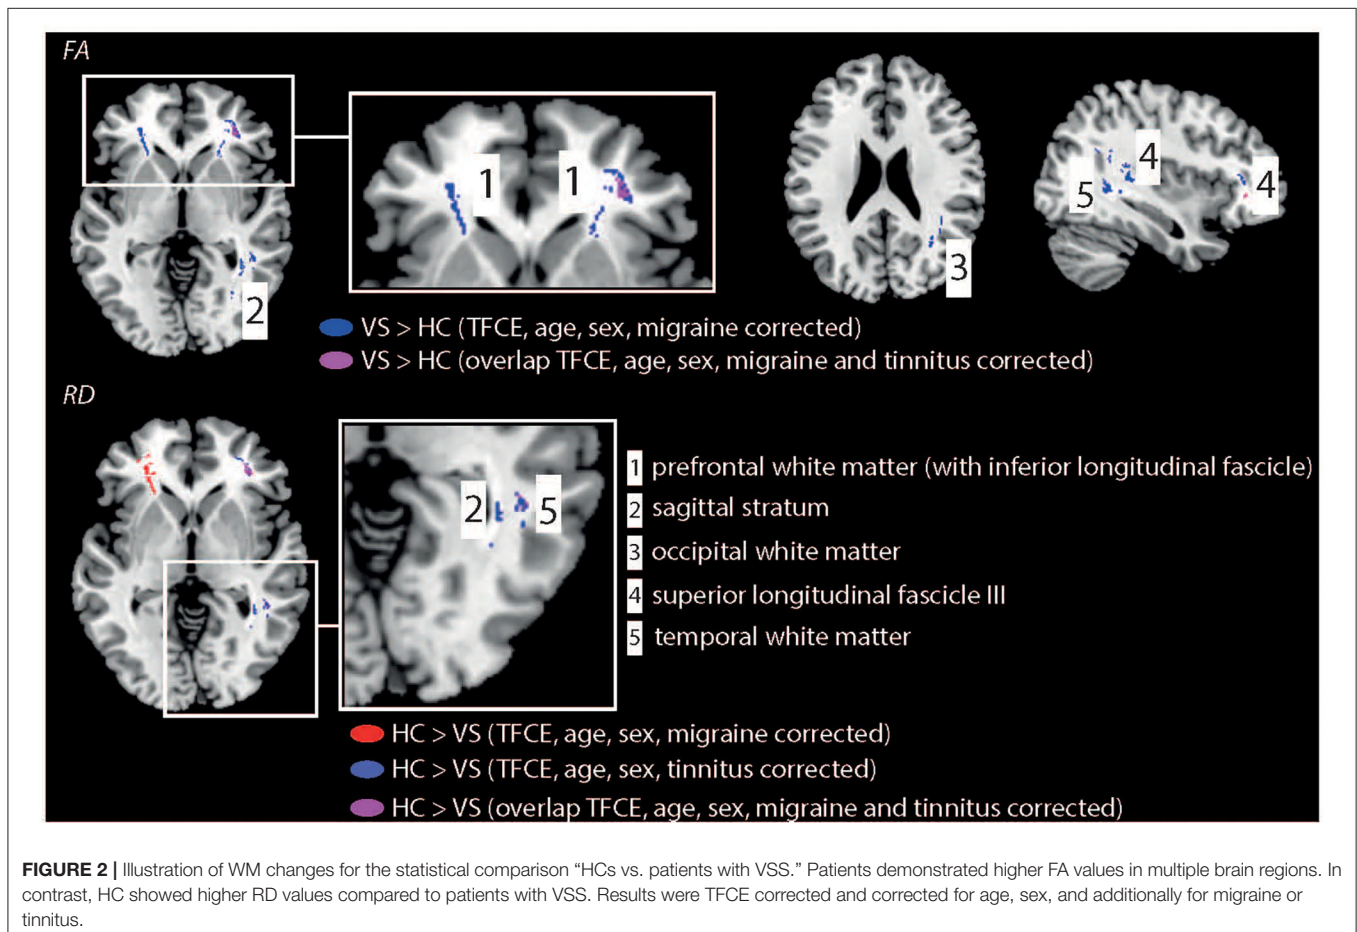 FA
1
1
2
3
4
4
5
VS > HC (TFCE, age, sex, migraine corrected)
VS > HC (overlap TFCE, age, sex, migraine and tinnitus corrected)
RD
2
5
1 prefrontal white matter (with inferior longitudinal fascicle)
2 sagittal stratum
3 occipital white matter
4 superior longitudinal fascicle III
5 temporal white matter
HC > VS (TFCE, age, sex, migraine corrected)
HC > VS (TFCE, age, sex, tinnitus corrected)
HC > VS (overlap TFCE, age, sex, migraine and tinnitus corrected)
FIGURE 2 | Illustration of WM changes for the statistical comparison “HCs vs. patients with VSS.” Patients demonstrated higher FA values in multiple brain regions. In
contrast, HC showed higher RD values compared to patients with VSS. Results were TFCE corrected and corrected for age, sex, and additionally for migraine or
tinnitus.